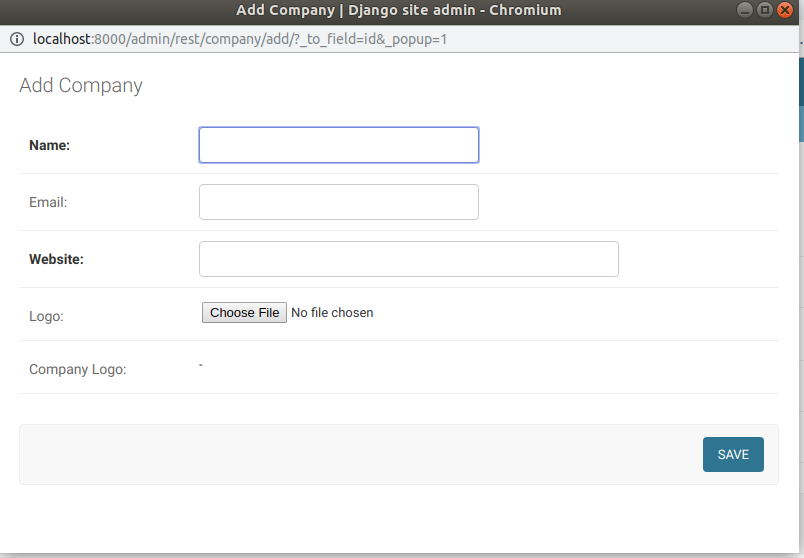 Add Company | Django site admin - Chromium
localhost:8000/admin/rest/company/add/?_to_field=id&_popup=1
Add Company
Name:
Email:
Website:
Logo: Choose File No file chosen
Company Logo: -
SAVE